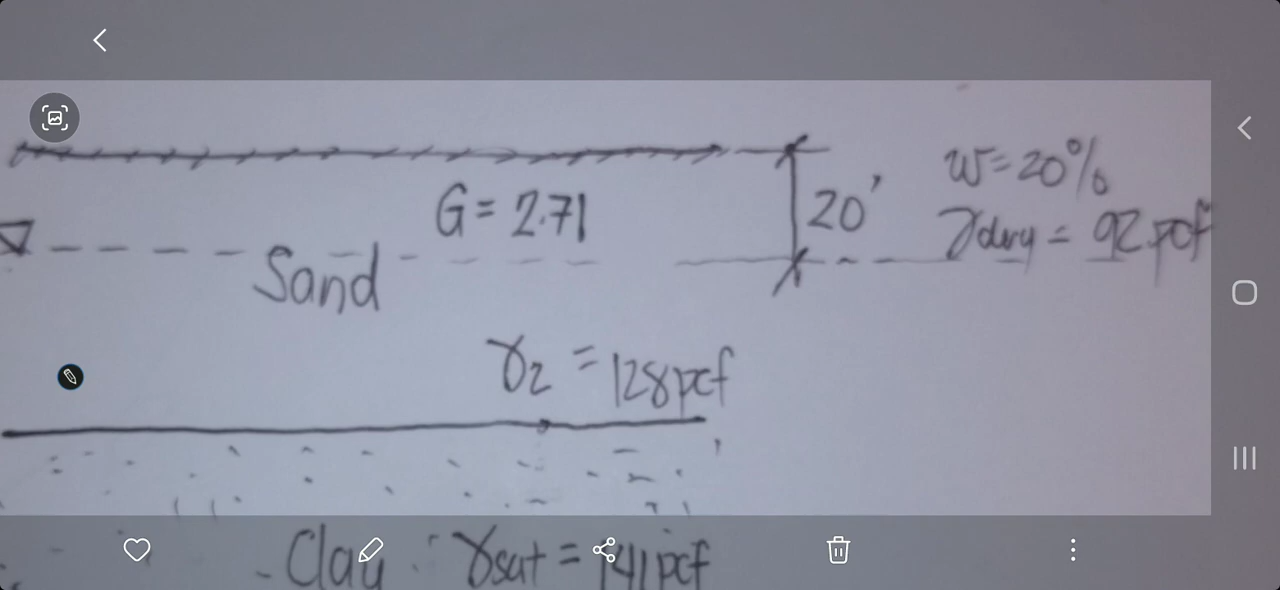 G = 2.71
20'
w = 20%
γdry = 92 pcf
Sand
γ2 = 128 pcf
Clay γsat = 141 pcf